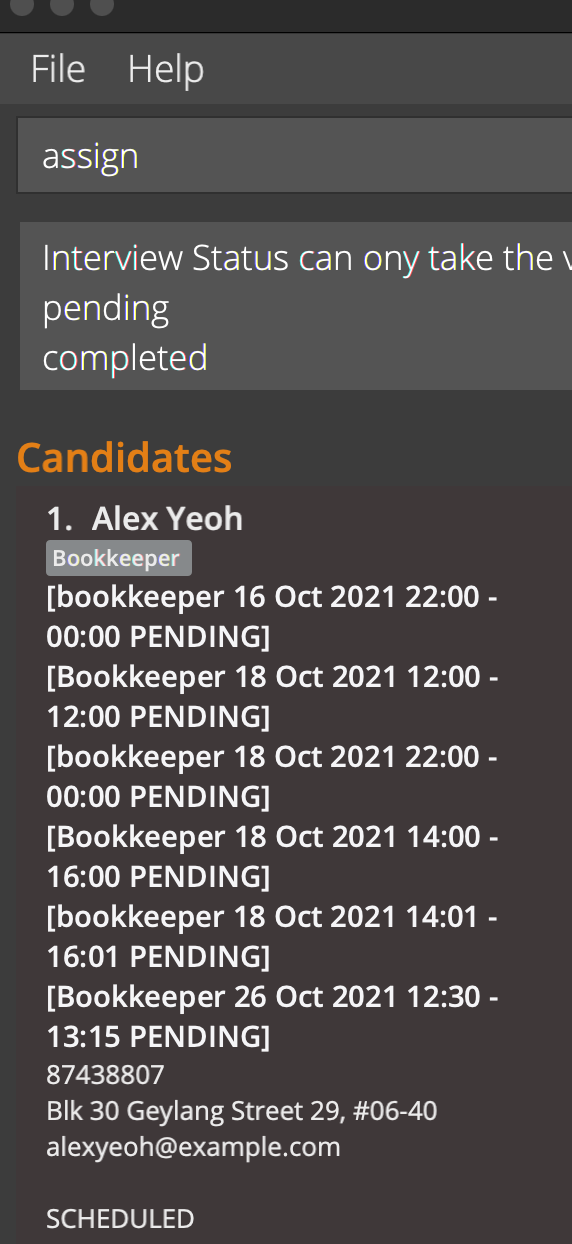 File Help
assign
Interview Status can ony take the
pending
completed
Candidates
1. Alex Yeoh
Bookkeeper
[bookkeeper 16 Oct 2021 22:00 -
00:00 PENDING]
[Bookkeeper 18 Oct 2021 12:00 -
12:00 PENDING]
[bookkeeper 18 Oct 2021 22:00 -
00:00 PENDING]
[Bookkeeper 18 Oct 2021 14:00 -
16:00 PENDING]
[bookkeeper 18 Oct 2021 14:01 -
16:01 PENDING]
[Bookkeeper 26 Oct 2021 12:30 -
13:15 PENDING]
87438807
Blk 30 Geylang Street 29, #06-40
alexyeoh@example.com
SCHEDULED